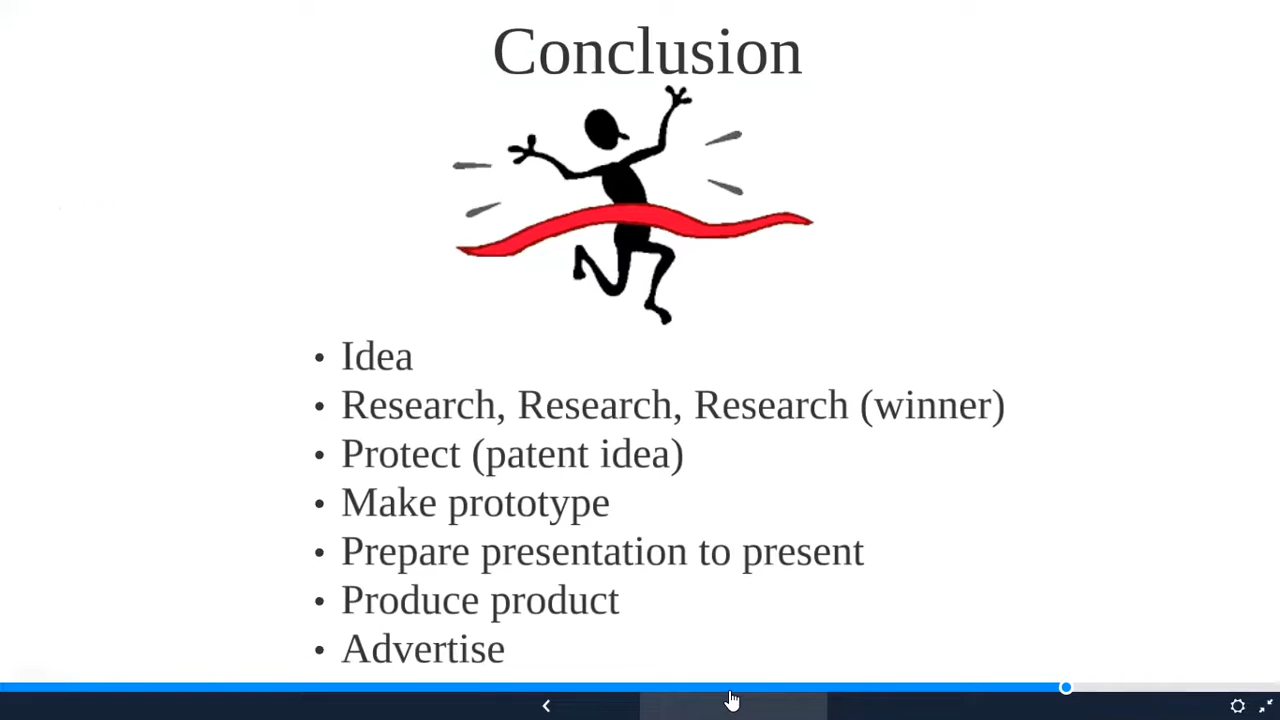 Conclusion
• Idea
• Research, Research, Research (winner)
• Protect (patent idea)
• Make prototype
• Prepare presentation to present
• Produce product
• Advertise